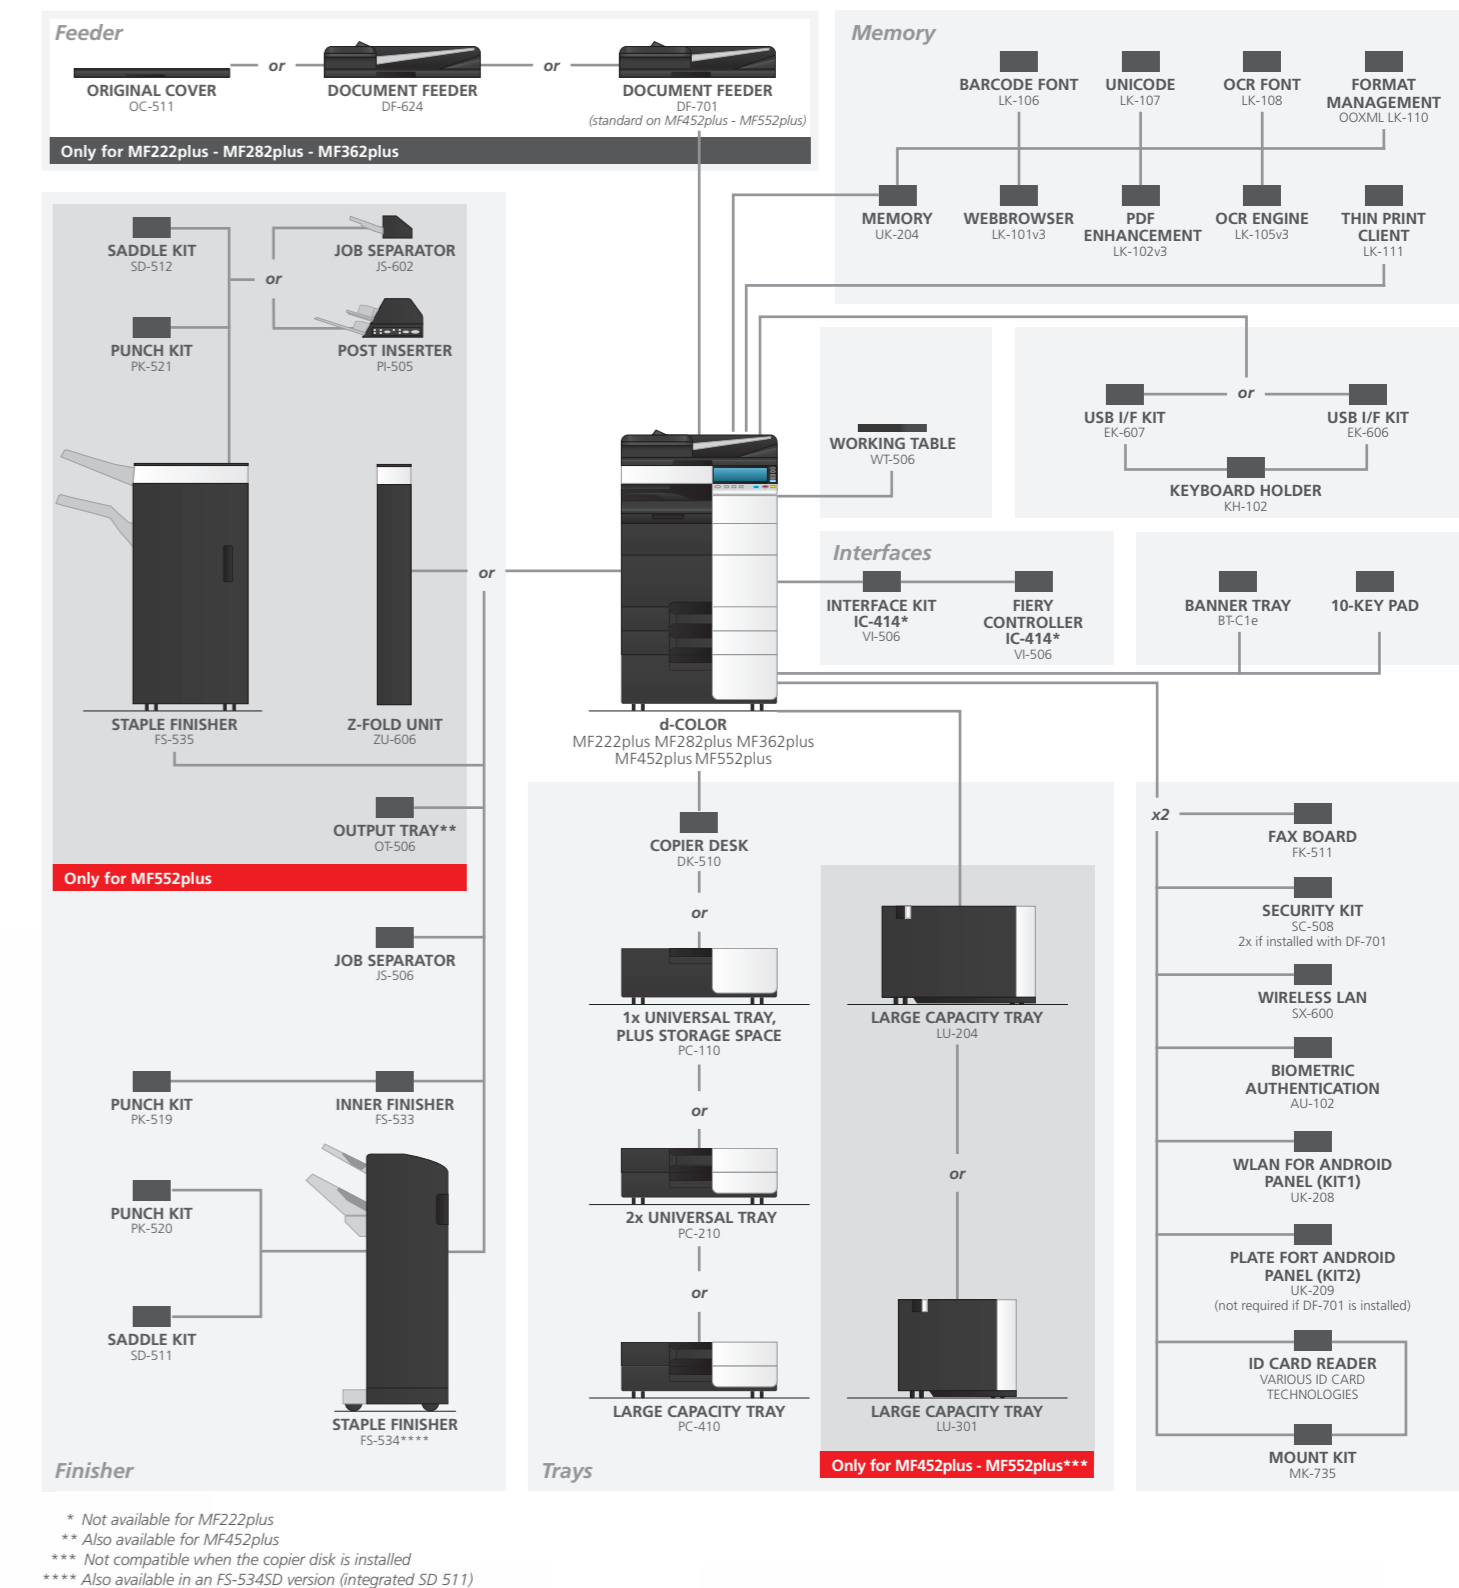 Feeder
or
or
ORIGINAL COVER
OC-511
DOCUMENT FEEDER
DF-624
DOCUMENT FEEDER
DF-701
(standard on MF452plus - MF552plus)
Only for MF222plus - MF282plus - MF362plus
Memory
BARCODE FONT
LK-106
UNICODE
LK-107
OCR FONT
LK-108
FORMAT
MANAGEMENT
OOXML LK-110
MEMORY
UK-204
WEBBROWSER
LK-101v3
PDF
ENHANCEMENT
LK-102v3
OCR ENGINE
LK-105v3
THIN PRINT
CLIENT
LK-111
SADDLE KIT
SD-512
JOB SEPARATOR
JS-602
or
PUNCH KIT
PK-521
POST INSERTER
PI-505
STAPLE FINISHER
FS-535
Z-FOLD UNIT
ZU-606
or
OUTPUT TRAY**
OT-506
Only for MF552plus
JOB SEPARATOR
JS-506
PUNCH KIT
PK-519
INNER FINISHER
FS-533
PUNCH KIT
PK-520
SADDLE KIT
SD-511
STAPLE FINISHER
FS-534****
Finisher
WORKING TABLE
WT-506
or
USB I/F KIT
EK-607
USB I/F KIT
EK-606
KEYBOARD HOLDER
KH-102
Interfaces
INTERFACE KIT
IC-414*
VI-506
FIERY
CONTROLLER
IC-414*
VI-506
BANNER TRAY
BT-C1e
10-KEY PAD
d-COLOR
MF222plus MF282plus MF362plus
MF452plus MF552plus
COPIER DESK
DK-510
or
1x UNIVERSAL TRAY,
PLUS STORAGE SPACE
PC-110
or
2x UNIVERSAL TRAY
PC-210
or
LARGE CAPACITY TRAY
PC-410
Trays
LARGE CAPACITY TRAY
LU-204
or
LARGE CAPACITY TRAY
LU-301
Only for MF452plus - MF552plus***
x2
FAX BOARD
FK-511
SECURITY KIT
SC-508
2x if installed with DF-701
WIRELESS LAN
SX-600
BIOMETRIC
AUTHENTICATION
AU-102
WLAN FOR ANDROID
PANEL (KIT1)
UK-208
PLATE FORT ANDROID
PANEL (KIT2)
UK-209
(not required if DF-701 is installed)
ID CARD READER
VARIOUS ID CARD
TECHNOLOGIES
MOUNT KIT
MK-735
* Not available for MF222plus
** Also available for MF452plus
*** Not compatible when the copier disk is installed
**** Also available in an FS-534SD version (integrated SD 511)